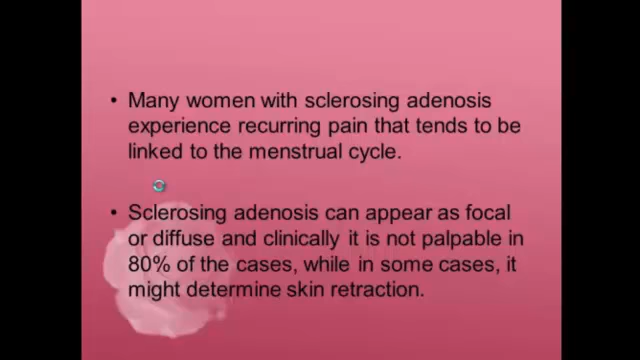 • Many women with sclerosing adenosis
experience recurring pain that tends to be
linked to the menstrual cycle.
• Sclerosing adenosis can appear as focal
or diffuse and clinically it is not palpable in
80% of the cases, while in some cases, it
might determine skin retraction.